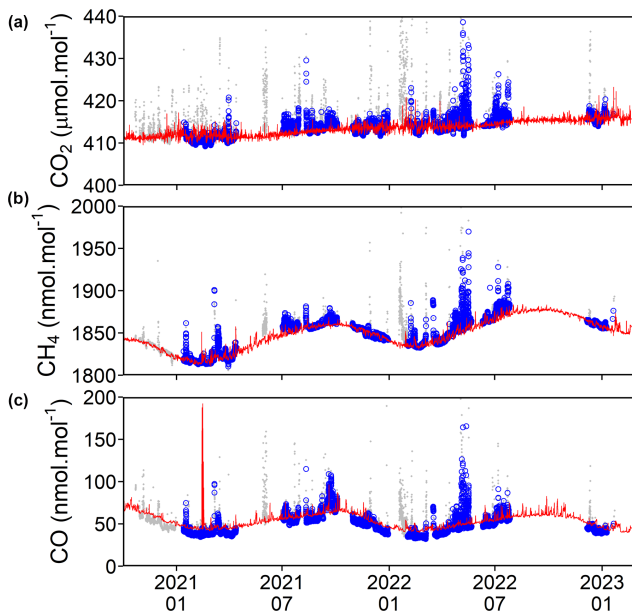 (a)
440
430
420
410
400
CO₂ (μmol.mol⁻¹)
(b)
2000
1950
1900
1850
1800
CH₄ (nmol.mol⁻¹)
(c)
200
150
100
50
0
CO (nmol.mol⁻¹)
2021 2021 2022 2022 2023
01 07 01 07 01